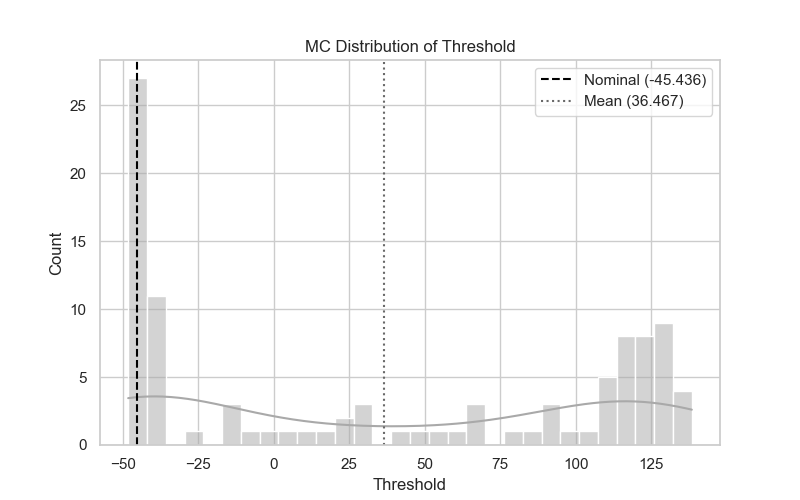 MC Distribution of Threshold
Nominal (-45.436)
Mean (36.467)
Count
25
20
15
10
5
0
−50
−25
0
25
50
75
100
125
Threshold